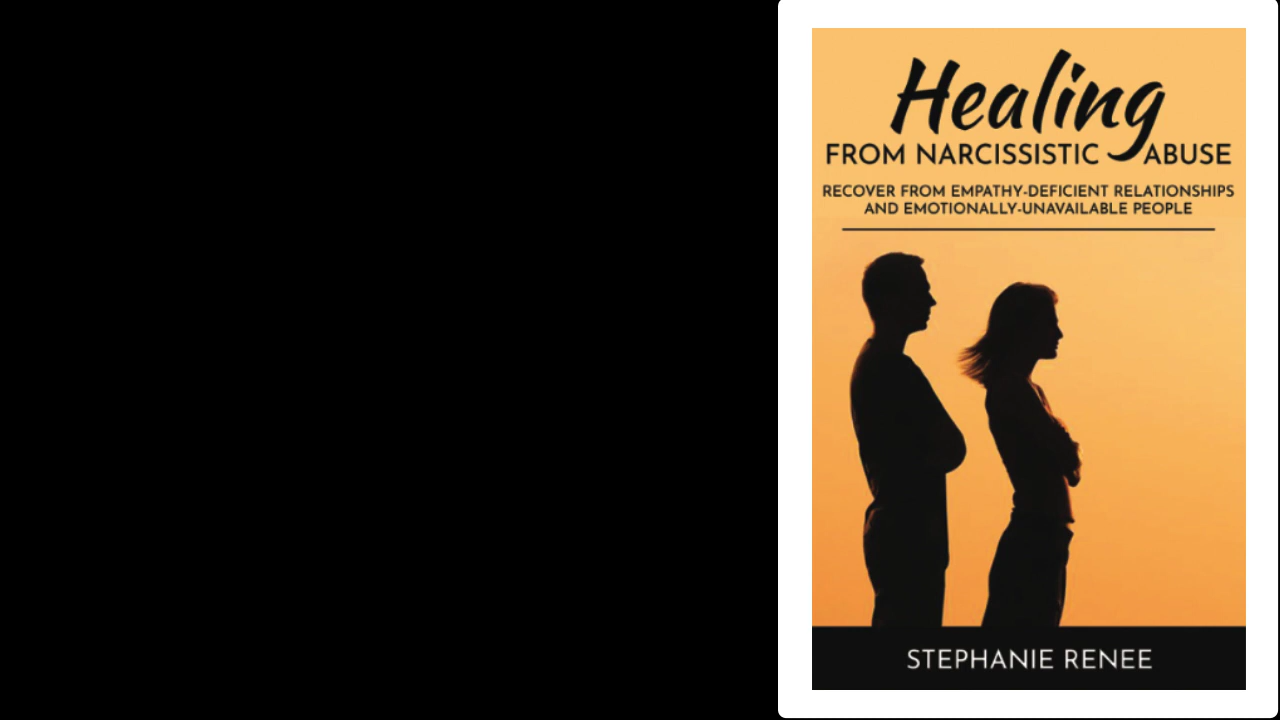 Healing
FROM NARCISSISTIC ABUSE
RECOVER FROM EMPATHY-DEFICIENT RELATIONSHIPS
AND EMOTIONALLY-UNAVAILABLE PEOPLE
STEPHANIE RENEE